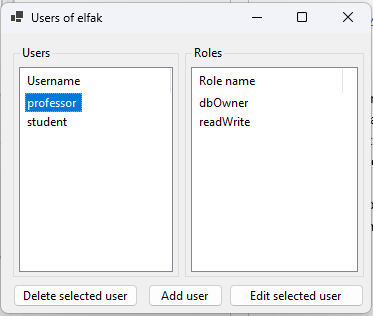 Users of elfak
Users
Username
professor
student
Roles
Role name
dbOwner
readWrite
Delete selected user
Add user
Edit selected user